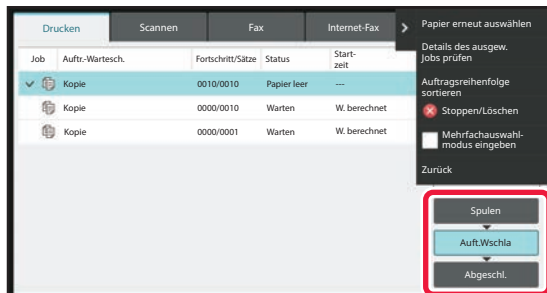 Drucken Scannen Fax Internet-Fax
Job Auftr.-Wartesch. Fortschritt/Sätze Status Start-
zeit
Kopie 0010/0010 Papier leer ---
Kopie 0000/0010 Warten W. berechnet
Kopie 0000/0001 Warten W. berechnet
Papier erneut auswählen
Details des ausgew.
Jobs prüfen
Auftragsreihenfolge
sortieren
Stoppen/Löschen
Mehrfachauswahl-
modus eingeben
Zurück
Spulen
Auft.Wschla
Abgeschl.